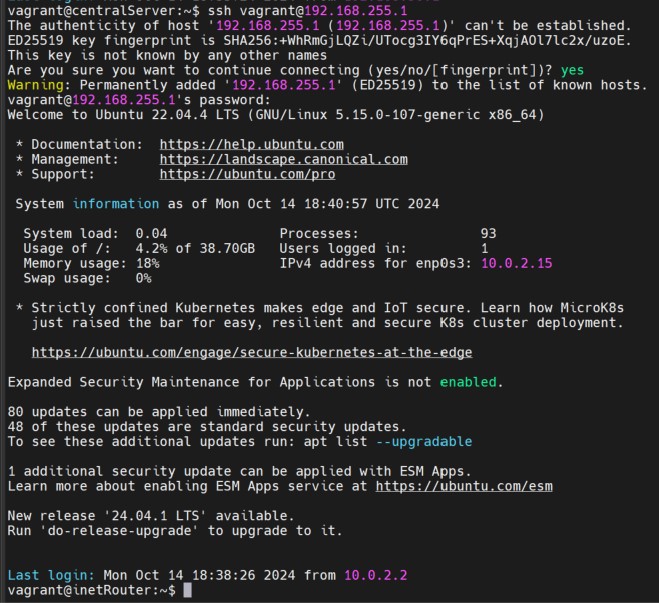 vagrant@centralServer:~$ ssh vagrant@192.168.255.1
The authenticity of host '192.168.255.1 (192.168.255.1)' can't be established.
ED25519 key fingerprint is SHA256:+WhRmGjLQZi/UTocg3IY6qPrES+XqjAOl7lc2x/uzoE.
This key is not known by any other names
Are you sure you want to continue connecting (yes/no/[fingerprint])? yes
Warning: Permanently added '192.168.255.1' (ED25519) to the list of known hosts.
vagrant@192.168.255.1's password:
Welcome to Ubuntu 22.04.4 LTS (GNU/Linux 5.15.0-107-generic x86_64)
* Documentation: https://help.ubuntu.com
* Management: https://landscape.canonical.com
* Support: https://ubuntu.com/pro
System information as of Mon Oct 14 18:40:57 UTC 2024
System load: 0.04 Processes: 93
Usage of /: 4.2% of 38.70GB Users logged in: 1
Memory usage: 18% IPv4 address for enp0s3: 10.0.2.15
Swap usage: 0%
* Strictly confined Kubernetes makes edge and IoT secure. Learn how MicroK8s
just raised the bar for easy, resilient and secure K8s cluster deployment.
https://ubuntu.com/engage/secure-kubernetes-at-the-edge
Expanded Security Maintenance for Applications is not enabled.
80 updates can be applied immediately.
48 of these updates are standard security updates.
To see these additional updates run: apt list --upgradable
1 additional security update can be applied with ESM Apps.
Learn more about enabling ESM Apps service at https://ubuntu.com/esm
New release '24.04.1 LTS' available.
Run 'do-release-upgrade' to upgrade to it.
Last login: Mon Oct 14 18:38:26 2024 from 10.0.2.2
vagrant@inetRouter:~$